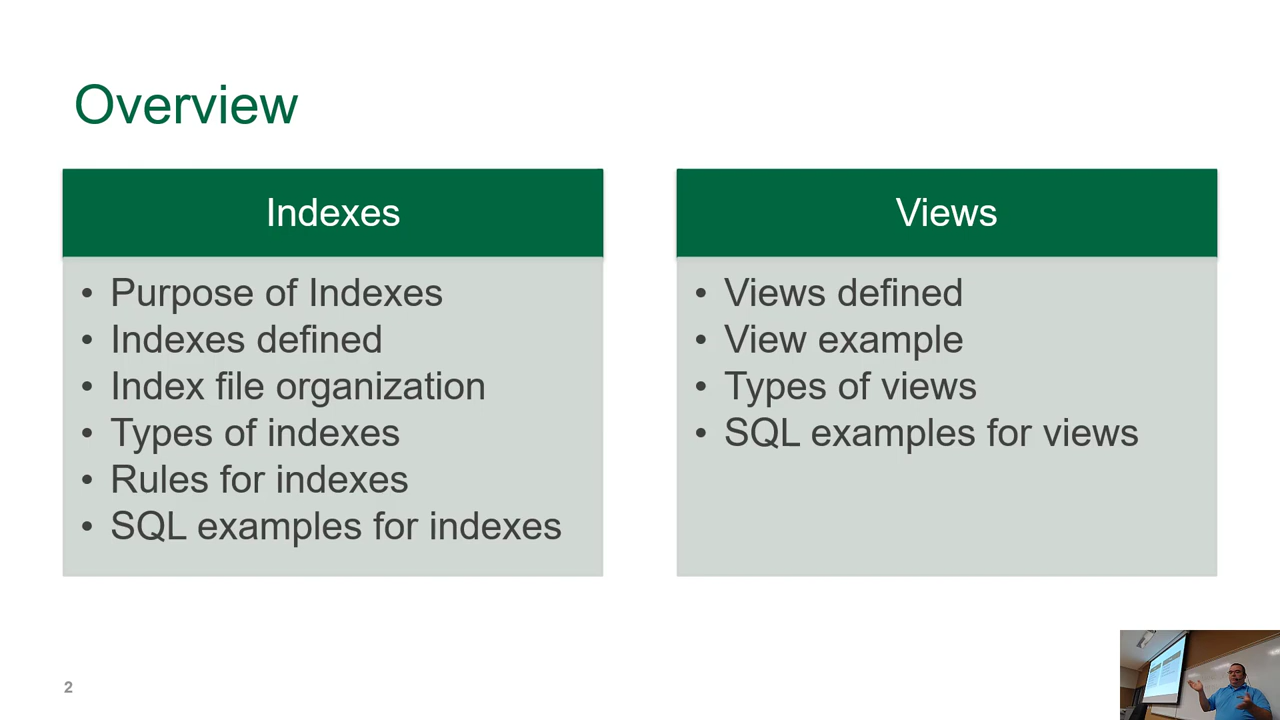 Overview
Indexes
• Purpose of Indexes
• Indexes defined
• Index file organization
• Types of indexes
• Rules for indexes
• SQL examples for indexes
Views
• Views defined
• View example
• Types of views
• SQL examples for views
2